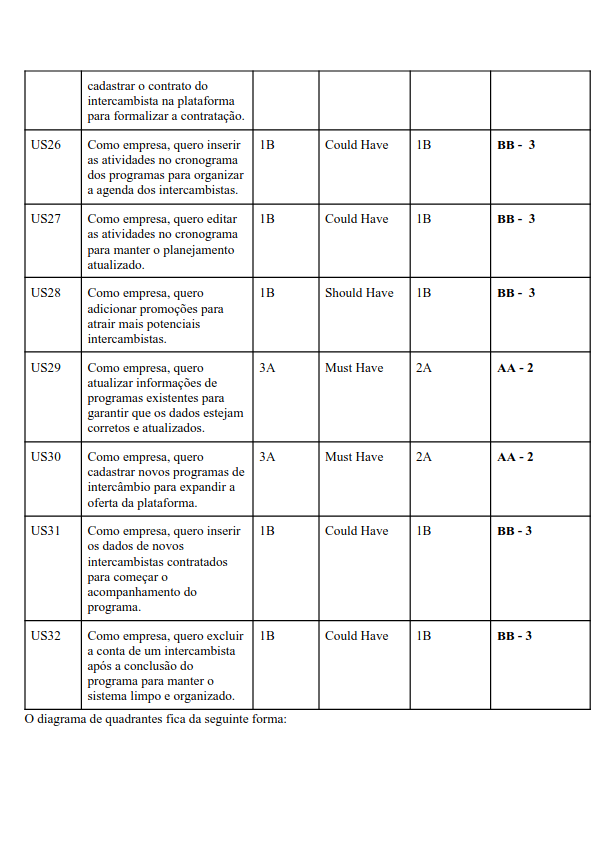 cadastrar o contrato do
intercambista na plataforma
para formalizar a contratação.
US26 Como empresa, quero inserir 1B Could Have 1B BB - 3
as atividades no cronograma
dos programas para organizar
a agenda dos intercambistas.
US27 Como empresa, quero editar 1B Could Have 1B BB - 3
as atividades no cronograma
para manter o planejamento
atualizado.
US28 Como empresa, quero 1B Should Have 1B BB - 3
adicionar promoções para
atrair mais potenciais
intercambistas.
US29 Como empresa, quero 3A Must Have 2A AA - 2
atualizar informações de
programas existentes para
garantir que os dados estejam
corretos e atualizados.
US30 Como empresa, quero 3A Must Have 2A AA - 2
cadastrar novos programas de
intercâmbio para expandir a
oferta da plataforma.
US31 Como empresa, quero inserir 1B Could Have 1B BB - 3
os dados de novos
intercambistas contratados
para começar o
acompanhamento do
programa.
US32 Como empresa, quero excluir 1B Could Have 1B BB - 3
a conta de um intercambista
após a conclusão do
programa para manter o
sistema limpo e organizado.
O diagrama de quadrantes fica da seguinte forma: